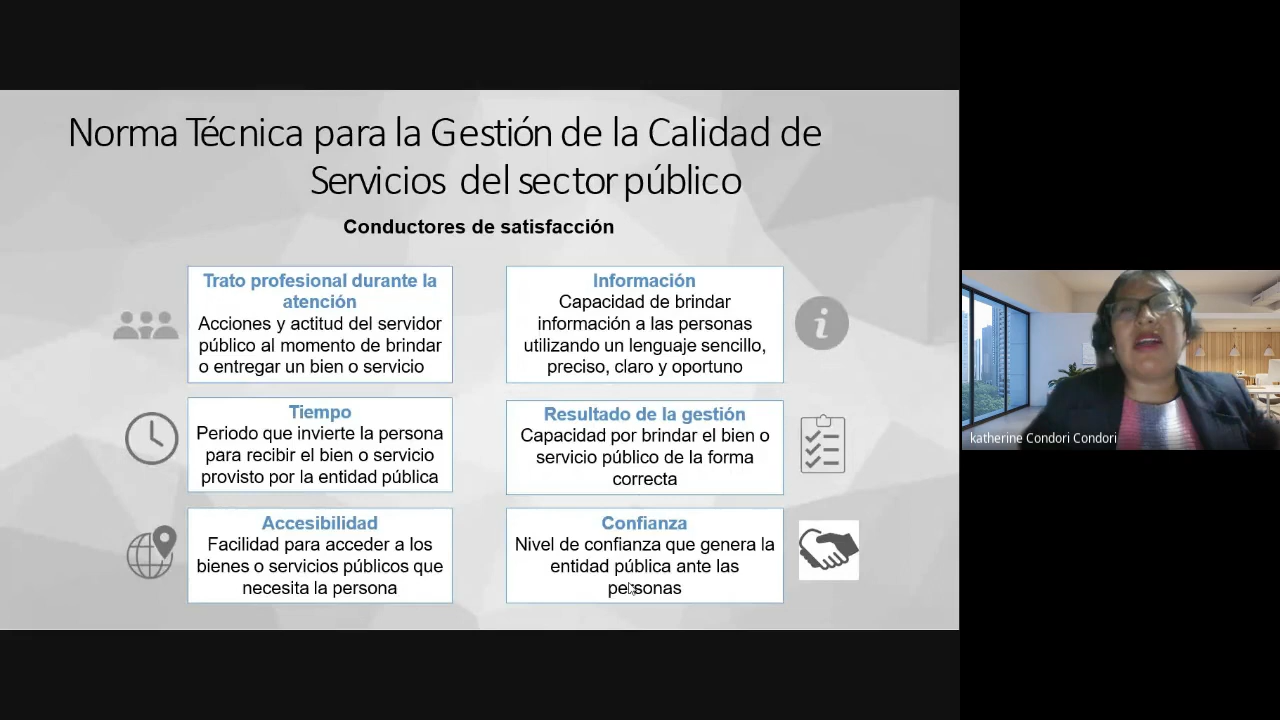 Norma Técnica para la Gestión de la Calidad de
Servicios del sector público
Conductores de satisfacción
Trato profesional durante la
atención
Acciones y actitud del servidor
público al momento de brindar
o entregar un bien o servicio
Información
Capacidad de brindar
información a las personas
utilizando un lenguaje sencillo,
preciso, claro y oportuno
Tiempo
Periodo que invierte la persona
para recibir el bien o servicio
provisto por la entidad pública
Resultado de la gestión
Capacidad por brindar el bien o
servicio público de la forma
correcta
Accesibilidad
Facilidad para acceder a los
bienes o servicios públicos que
necesita la persona
Confianza
Nivel de confianza que genera la
entidad pública ante las
personas
katherine Condori Condori